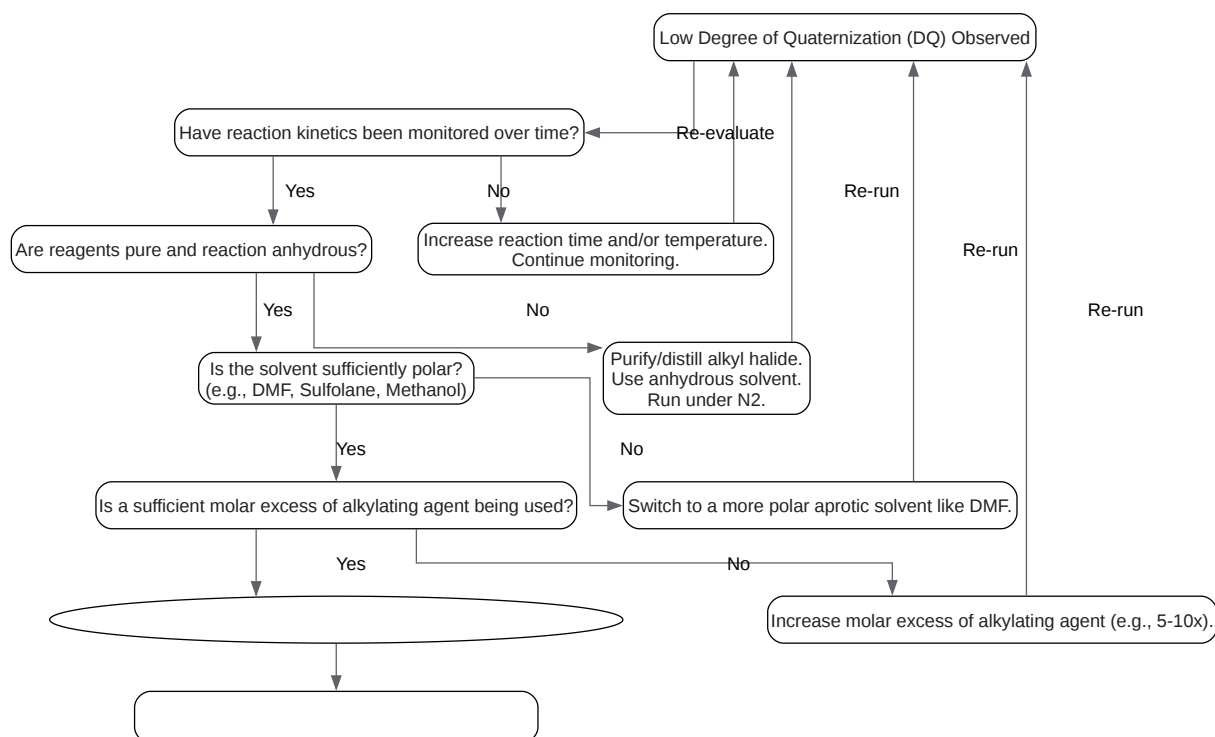 Low Degree of Quaternization (DQ) Observed
Have reaction kinetics been monitored over time?
Re-evaluate
Yes
No
Re-run
Are reagents pure and reaction anhydrous?
Increase reaction time and/or temperature.
Continue monitoring.
Re-run
Yes
No
Re-run
Is the solvent sufficiently polar?
(e.g., DMF, Sulfolane, Methanol)
Purify/distill alkyl halide.
Use anhydrous solvent.
Run under N2.
Yes
No
Is a sufficient molar excess of alkylating agent being used?
Switch to a more polar aprotic solvent like DMF.
Yes
No
Increase molar excess of alkylating agent (e.g., 5-10x).